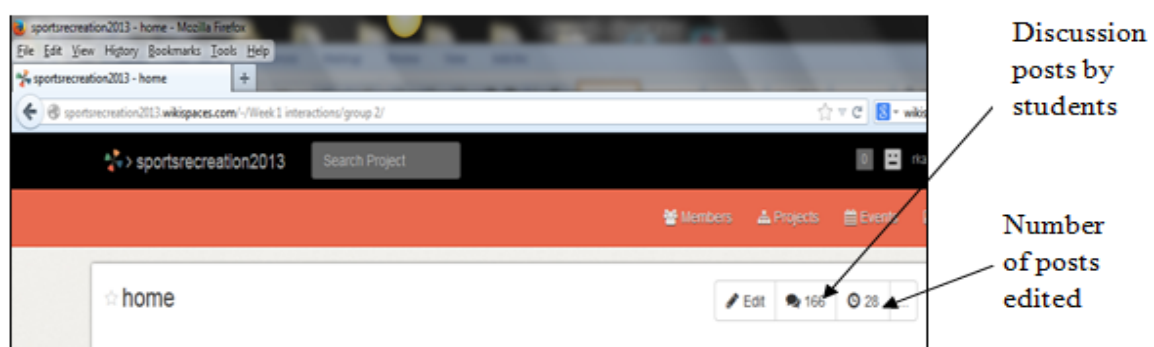 sportsrecreation2013 - home - Mozilla Firefox
File Edit View History Bookmarks Tools Help
sportsrecreation2013 - home +
sportsrecreation2013.wikispaces.com/-/Week 1 interactions/group 2/
sportsrecreation2013 Search Project 0
Members Projects Events
home Edit 166 28 ...
Discussion
posts by
students
Number
of posts
edited